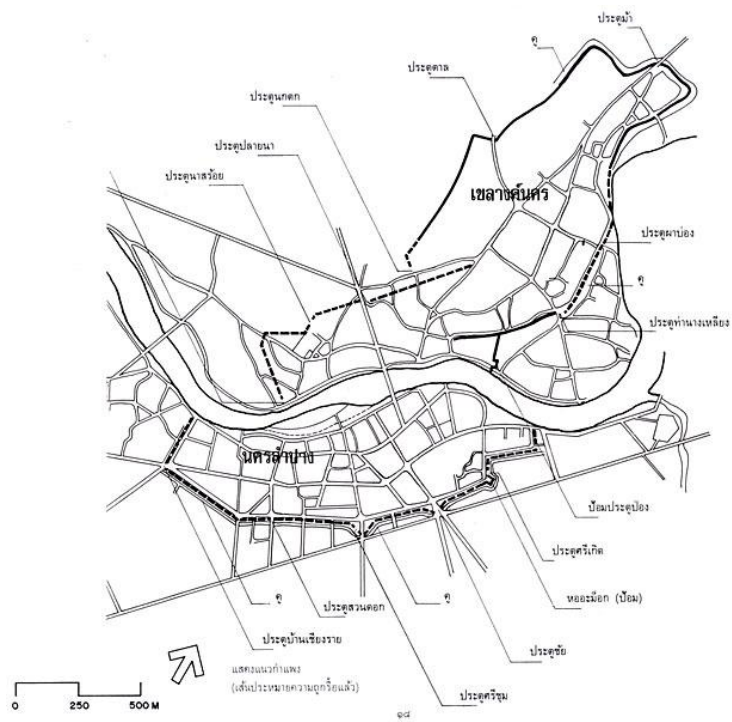 ประตูม้า
คู
ประตูตาล
ประตูนกตก
ประตูปลายนา
ประตูนาสร้อย
เขลางค์นคร
ประตูผาบ่อง
คู
ประตูท่านางเหลียง
นครลำปาง
ป้อมประตูป่อง
ประตูศรีเกิด
หออะม็อก (ป้อม)
คู
ประตูสวนดอก
คู
ประตูบ้านเชียงราย
ประตูชัย
แสดงแนวกำแพง
(เส้นประหมายความถูกรื้อแล้ว)
ประตูศรีชุม
0 250 500 M
๑๘